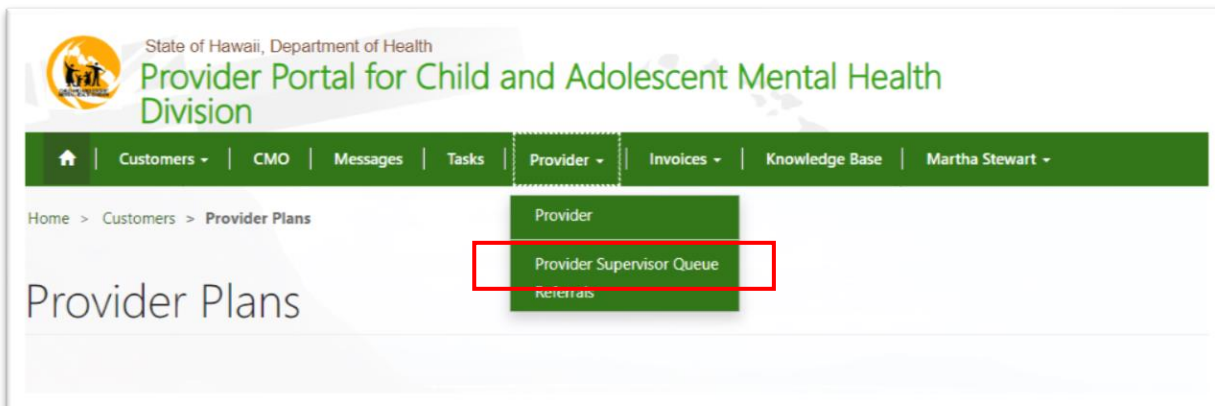 State of Hawaii, Department of Health
Provider Portal for Child and Adolescent Mental Health
Division
Customers | CMO | Messages | Tasks | Provider | Invoices | Knowledge Base | Martha Stewart
Home > Customers > Provider Plans
Provider
Provider Supervisor Queue
Referrals
Provider Plans